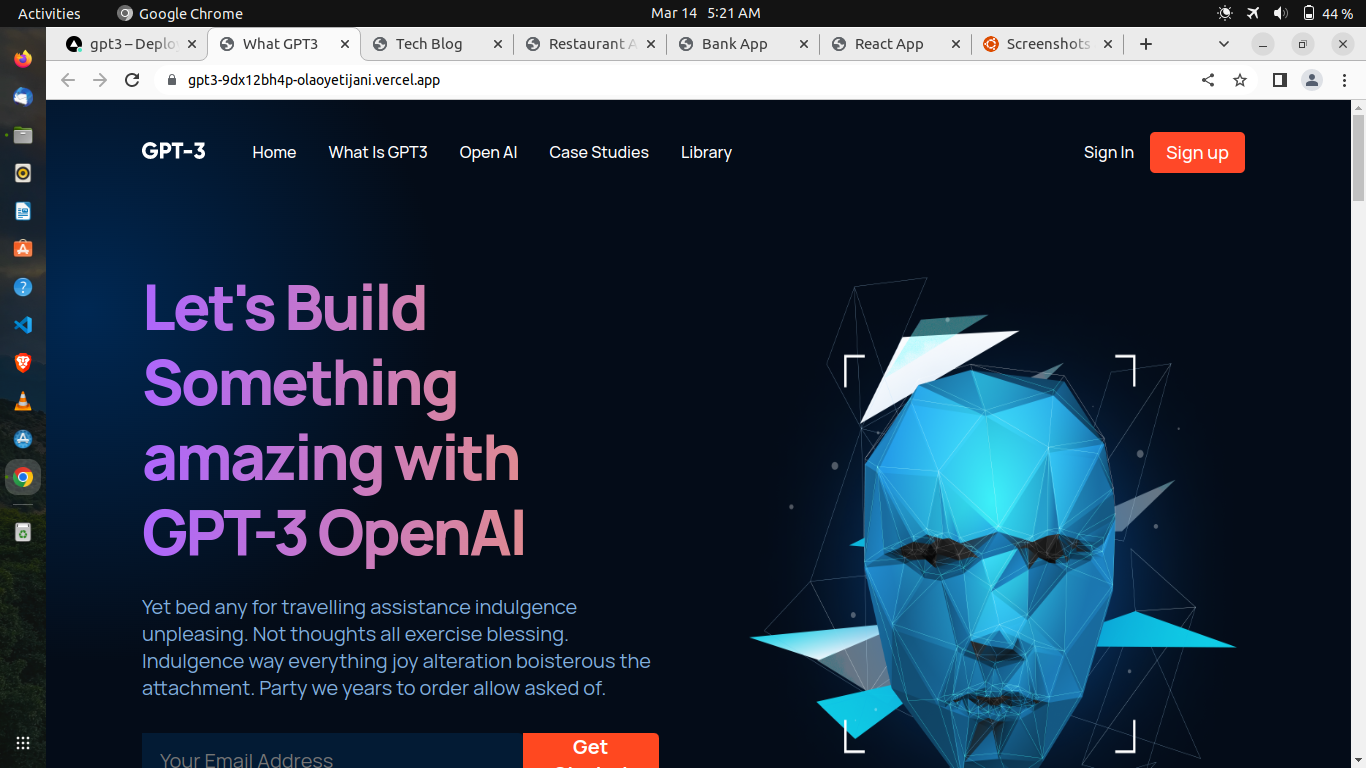 Activities
Google Chrome
Mar 14 5:21 AM
44 %
gpt3 – Deplo
What GPT3
Tech Blog
Restaurant A
Bank App
React App
Screenshots
gpt3-9dx12bh4p-olaoyetijani.vercel.app
GPT-3
Home
What Is GPT3
Open AI
Case Studies
Library
Sign In
Sign up
Let's Build
Something
amazing with
GPT-3 OpenAI
Yet bed any for travelling assistance indulgence
unpleasing. Not thoughts all exercise blessing.
Indulgence way everything joy alteration boisterous the
attachment. Party we years to order allow asked of.
Your Email Address
Get